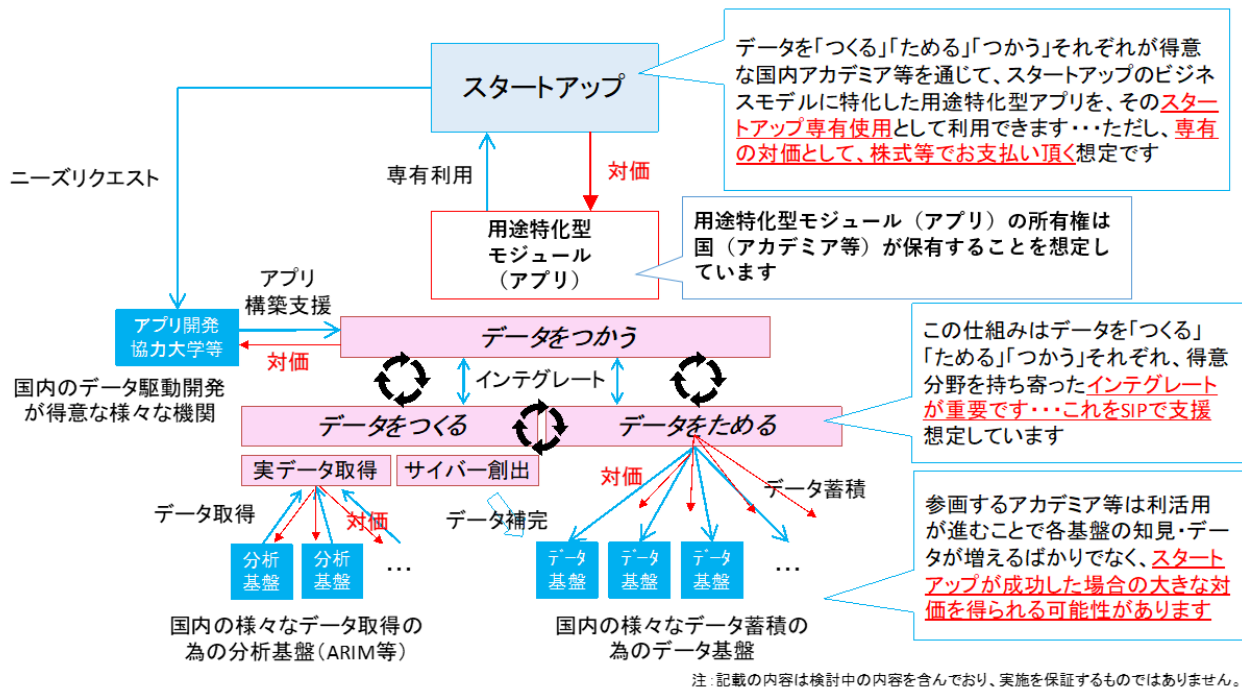 スタートアップ
データを「つくる」「ためる」「つかう」それぞれが得意
な国内アカデミア等を通じて、スタートアップのビジネ
スモデルに特化した用途特化型アプリを、そのスター
トアップ専有使用として利用できます・・・ただし、専有
の対価として、株式等でお支払い頂く想定です
ニーズリクエスト
専有利用
対価
用途特化型
モジュール
（アプリ）
用途特化型モジュール（アプリ）の所有権は
国（アカデミア等）が保有することを想定し
ています
アプリ
構築支援
アプリ開発
協力大学等
対価
データをつかう
国内のデータ駆動開発
が得意な様々な機関
インテグレート
この仕組みはデータを「つくる」
「ためる」「つかう」それぞれ、得意
分野を持ち寄ったインテグレート
が重要です・・・これをSIPで支援
想定しています
データをつくる
データをためる
実データ取得
サイバー創出
データ取得
対価
データ補完
対価
データ蓄積
分析
基盤
分析
基盤
…
データ
基盤
データ
基盤
データ
基盤
…
参画するアカデミア等は利活用
が進むことで各基盤の知見・デー
タが増えるばかりでなく、スタート
アップが成功した場合の大きな対
価を得られる可能性があります
国内の様々なデータ取得の
為の分析基盤（ARIM等）
国内の様々なデータ蓄積の
為のデータ基盤
注：記載の内容は検討中の内容を含んでおり、実施を保証するものではありません。